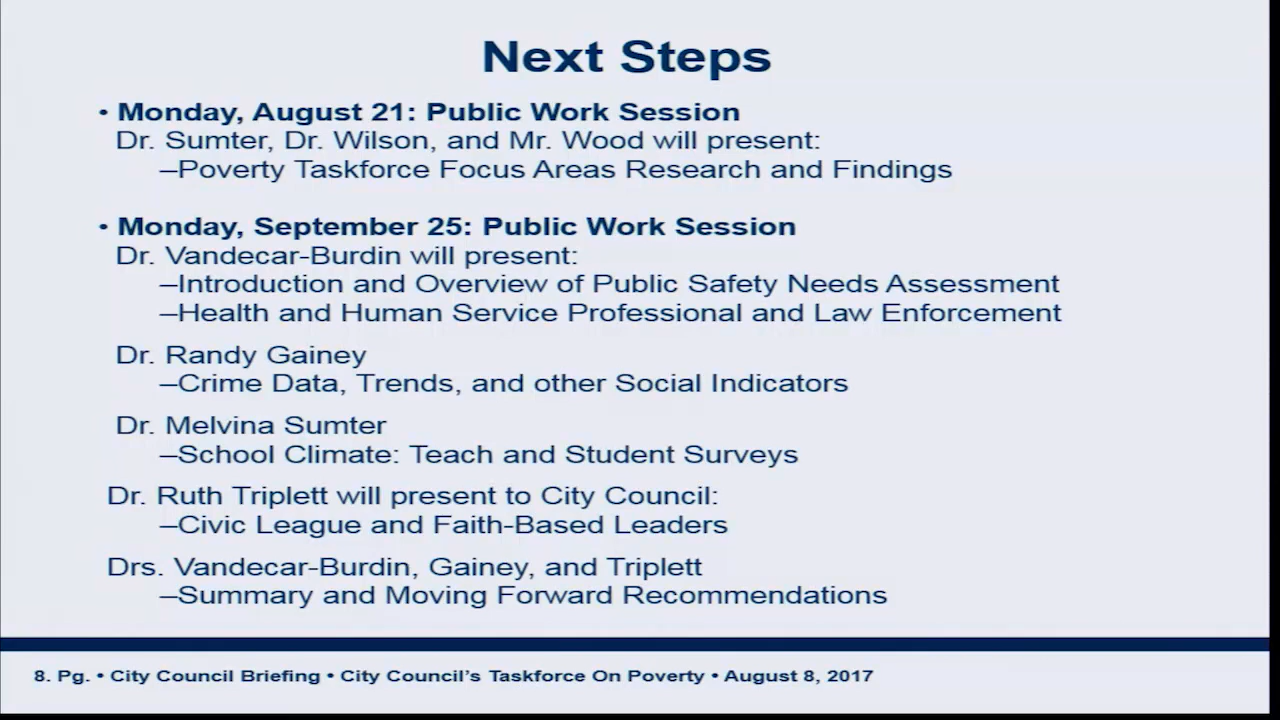 Next Steps
• Monday, August 21: Public Work Session
Dr. Sumter, Dr. Wilson, and Mr. Wood will present:
–Poverty Taskforce Focus Areas Research and Findings
• Monday, September 25: Public Work Session
Dr. Vandecar-Burdin will present:
–Introduction and Overview of Public Safety Needs Assessment
–Health and Human Service Professional and Law Enforcement
Dr. Randy Gainey
–Crime Data, Trends, and other Social Indicators
Dr. Melvina Sumter
–School Climate: Teach and Student Surveys
Dr. Ruth Triplett will present to City Council:
–Civic League and Faith-Based Leaders
Drs. Vandecar-Burdin, Gainey, and Triplett
–Summary and Moving Forward Recommendations
8. Pg. • City Council Briefing • City Council's Taskforce On Poverty • August 8, 2017